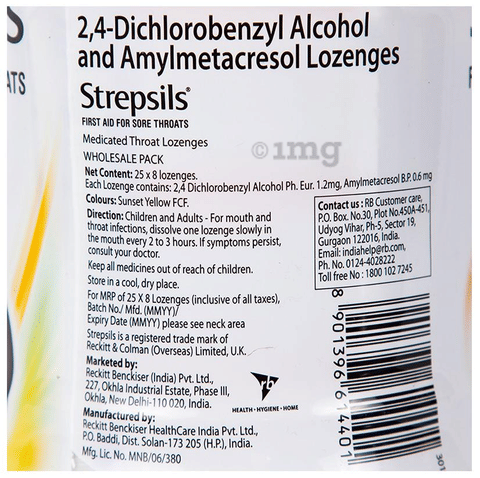 S
ATS
2,4-Dichlorobenzyl Alcohol
and Amylmetacresol Lozenges
Strepsils®
FIRST AID FOR SORE THROATS
Medicated Throat Lozenges
WHOLESALE PACK
Net Content: 25 x 8 lozenges.
Each Lozenge contains: 2,4 Dichlorobenzyl Alcohol Ph. Eur. 1.2mg, Amylmetacresol B.P. 0.6 mg
Colours: Sunset Yellow FCF.
Direction: Children and Adults - For mouth and
throat infections, dissolve one lozenge slowly in
the mouth every 2 to 3 hours. If symptoms persist,
consult your doctor.
Keep all medicines out of reach of children.
Store in a cool, dry place.
For MRP of 25 X 8 Lozenges (inclusive of all taxes),
Batch No./ Mfd. (MMYY)/
Expiry Date (MMYY) please see neck area
Strepsils is a registered trade mark of
Reckitt & Colman (Overseas) Limited, U.K.
Marketed by:
Reckitt Benckiser (India) Pvt. Ltd.,
227, Okhla Industrial Estate, Phase III,
Okhla, New Delhi-110 020, India
Manufactured by:
Reckitt Benckiser HealthCare India Pvt. Ltd.
P.O. Baddi, Dist. Solan-173 205 (H.P.), India
Mfg. Lic. No. MNB/06/380
Contact us : RB Customer care,
P.O. Box. No.30, Plot No.450A-451,
Udyog Vihar, Ph-5, Sector 19,
Gurgaon 122016, India.
Email: indiahelp@rb.com,
Ph. No. 0124-4028222
Toll free No : 1800 102 7245
rb
HEALTH • HYGIENE • HOME
8 901396 614401
301
©1mg